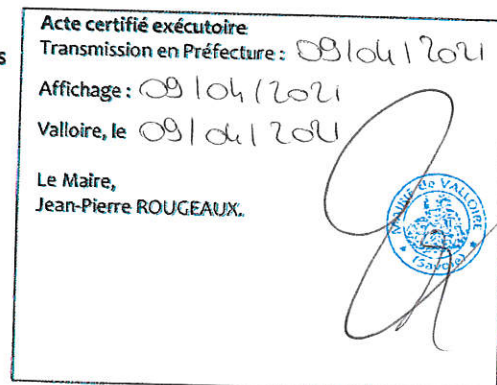 s
Acte certifié exécutoire
Transmission en Préfecture : 09/04/2021
Affichage : 09/04/2021
Valloire, le 09/04/2021
Le Maire,
Jean-Pierre ROUGEAUX.
MAIRIE de VALLOIRE
(Savoie)